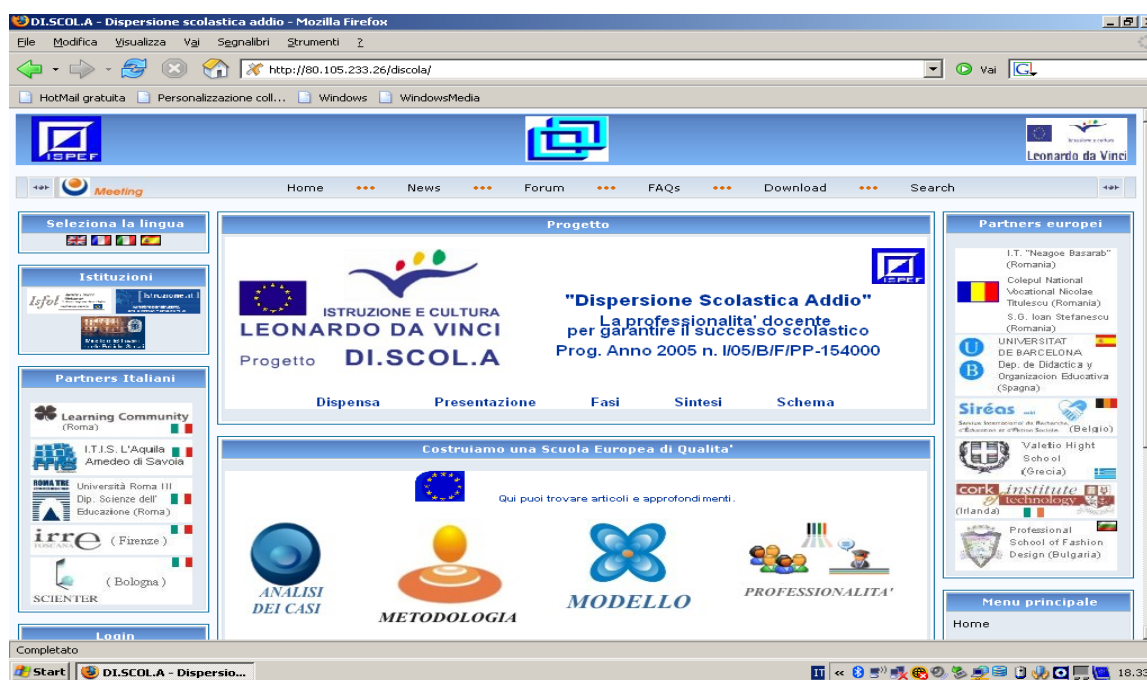 DI.SCOL.A - Dispersione scolastica addio - Mozilla Firefox
File Modifica Visualizza Vai Segnalibri Strumenti ?
http://80.105.233.26/discola/ Vai G
HotMail gratuita Personalizzazione coll... Windows WindowsMedia
ISPEF
Leonardo da Vinci
Meeting Home News Forum FAQs Download Search
Seleziona la lingua
Istituzioni
Isfol
Istruzione.it
Partners Italiani
Learning Community
(Roma)
I.T.I.S. L'Aquila
Amedeo di Savoia
ROMA TRE
Università Roma III
Dip. Scienze dell'
Educazione (Roma)
irre
TOSCANA
( Firenze )
( Bologna )
SCIENTER
Login
Progetto
ISPEF
ISTRUZIONE E CULTURA
LEONARDO DA VINCI
Progetto DI.SCOL.A
"Dispersione Scolastica Addio"
La professionalita' docente
per garantire il successo scolastico
Prog. Anno 2005 n. I/05/B/F/PP-154000
Dispensa Presentazione Fasi Sintesi Schema
Costruiamo una Scuola Europea di Qualita'
Qui puoi trovare articoli e approfondimenti.
ANALISI
DEI CASI
METODOLOGIA
MODELLO
PROFESSIONALITA'
Partners europei
I.T. "Neagoe Basarab"
(Romania)
Colepul National
Vocational Nicolae
Titulescu (Romania)
S.G. Ioan Stefanescu
(Romania)
UNIVERSITAT
DE BARCELONA
Dep. de Didactica y
Organizacion Educativa
(Spagna)
U
B
Siréas
(Belgio)
Valetio Hight
School
(Grecia)
cork institute
of technology
(Irlanda)
Professional
School of Fashion
Design (Bulgaria)
Menu principale
Home
Completato
Start DI.SCOL.A - Dispersio... IT 18.33